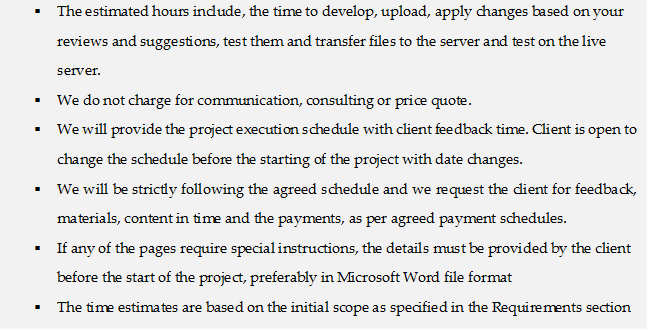 ▪ The estimated hours include, the time to develop, upload, apply changes based on your
reviews and suggestions, test them and transfer files to the server and test on the live
server.
▪ We do not charge for communication, consulting or price quote.
▪ We will provide the project execution schedule with client feedback time. Client is open to
change the schedule before the starting of the project with date changes.
▪ We will be strictly following the agreed schedule and we request the client for feedback,
materials, content in time and the payments, as per agreed payment schedules.
▪ If any of the pages require special instructions, the details must be provided by the client
before the start of the project, preferably in Microsoft Word file format
▪ The time estimates are based on the initial scope as specified in the Requirements section